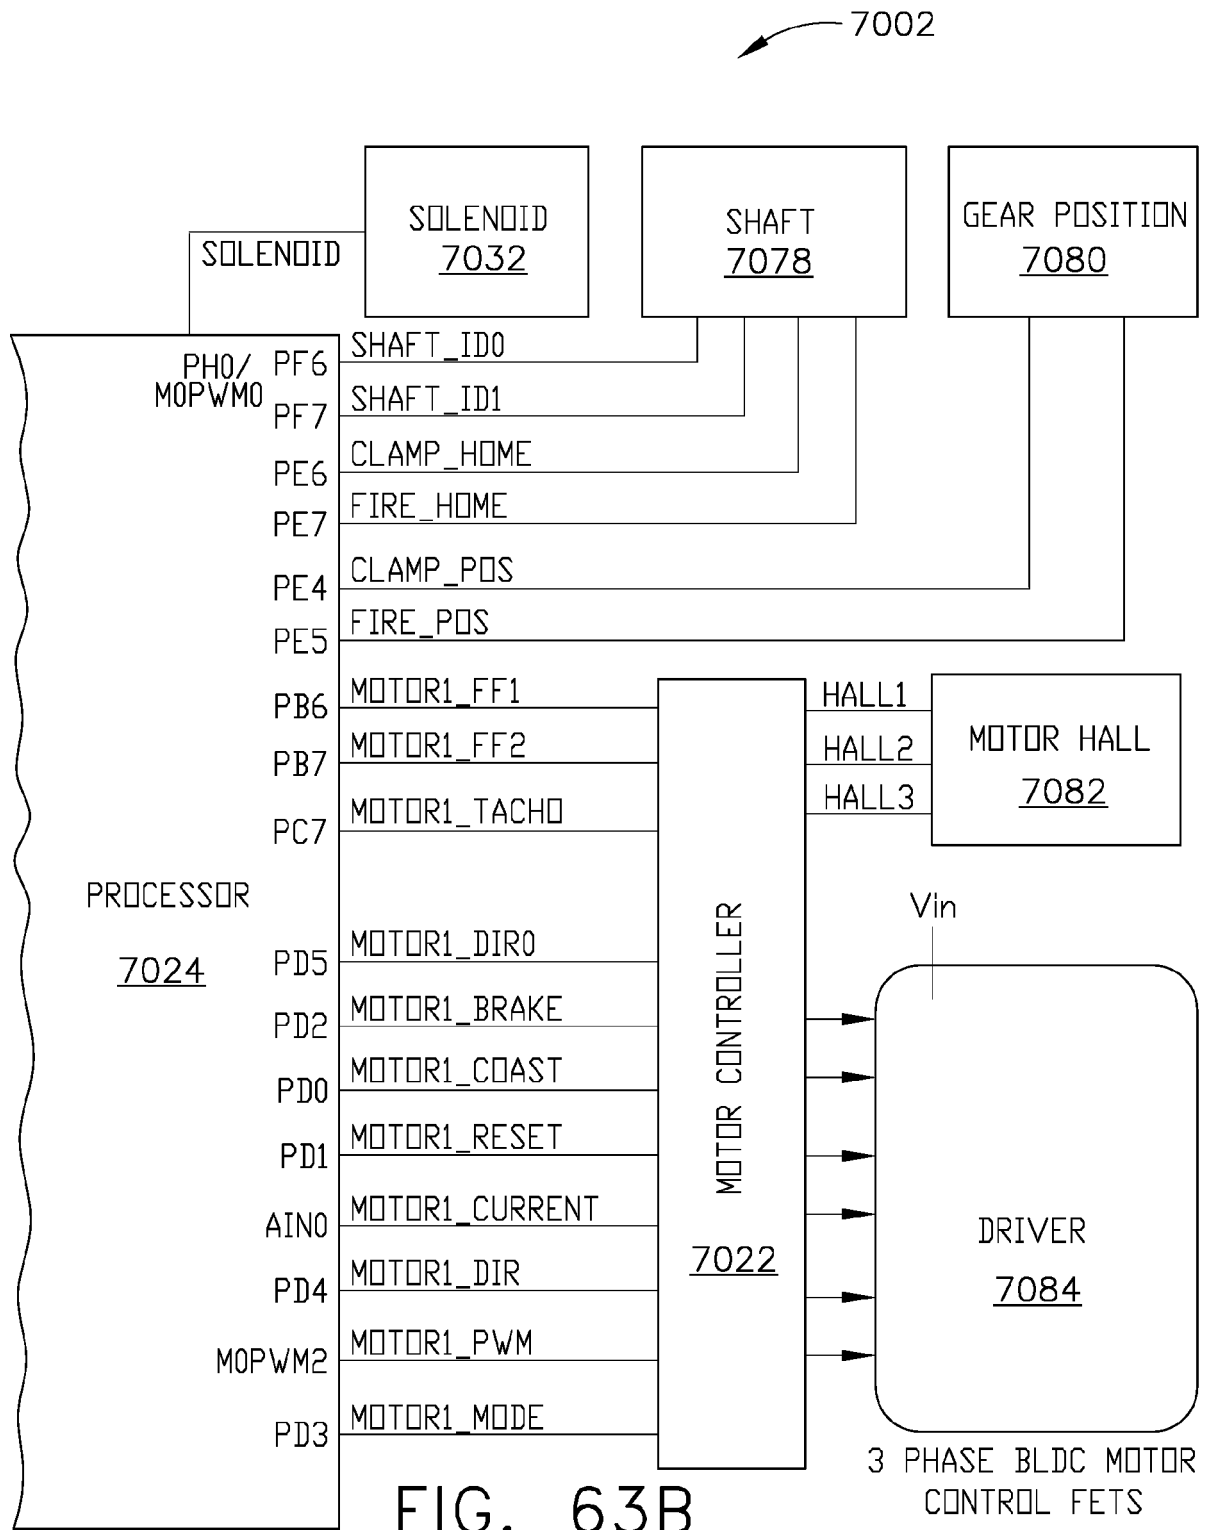 7002
SOLENOID
7032
SHAFT
7078
GEAR POSITION
7080
SOLENOID
PH0/
M0PWM0
PF6 SHAFT_ID0
PF7 SHAFT_ID1
PE6 CLAMP_HOME
PE7 FIRE_HOME
PE4 CLAMP_POS
PE5 FIRE_POS
PB6 MOTOR1_FF1
PB7 MOTOR1_FF2
PC7 MOTOR1_TACHO
HALL1
HALL2
HALL3
MOTOR HALL
7082
PROCESSOR
7024
PD5 MOTOR1_DIR0
PD2 MOTOR1_BRAKE
PD0 MOTOR1_COAST
PD1 MOTOR1_RESET
AIN0 MOTOR1_CURRENT
PD4 MOTOR1_DIR
M0PWM2 MOTOR1_PWM
PD3 MOTOR1_MODE
MOTOR CONTROLLER
7022
Vin
DRIVER
7084
3 PHASE BLDC MOTOR
CONTROL FETS
FIG. 63B